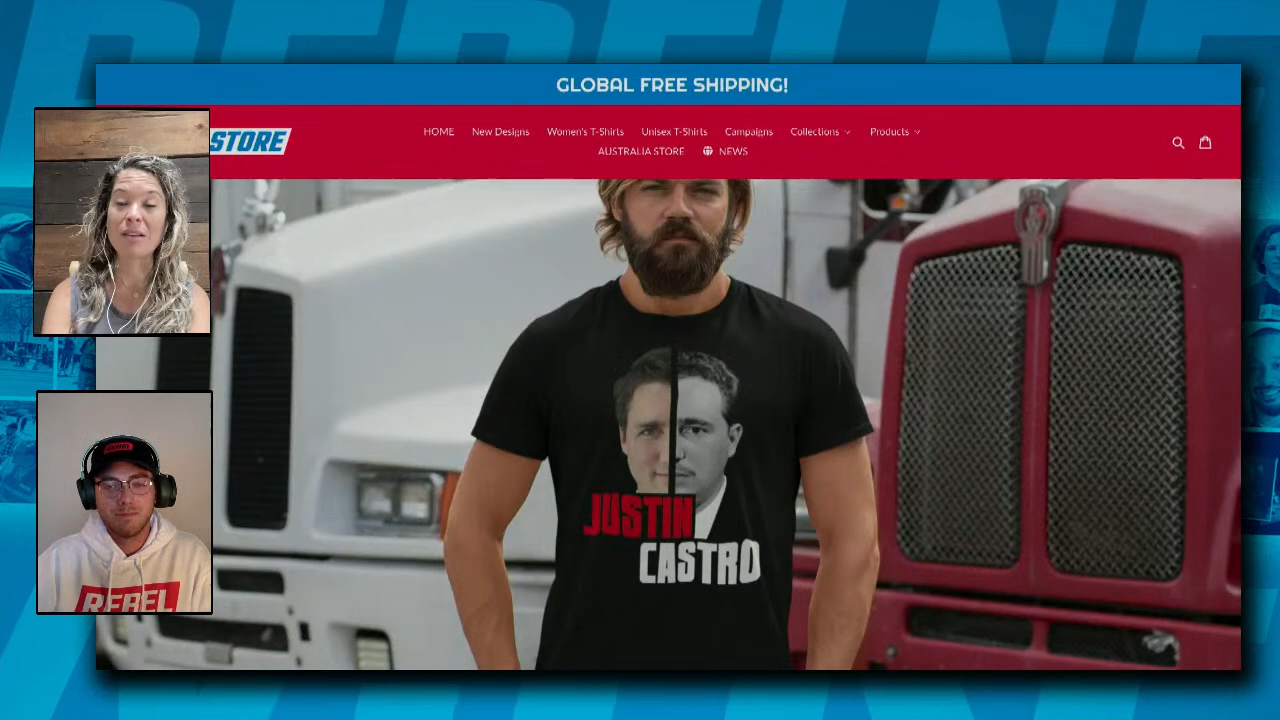 GLOBAL FREE SHIPPING!
STORE
HOME New Designs Women's T-Shirts Unisex T-Shirts Campaigns Collections Products
AUSTRALIA STORE NEWS
JUSTIN
CASTRO
REBEL